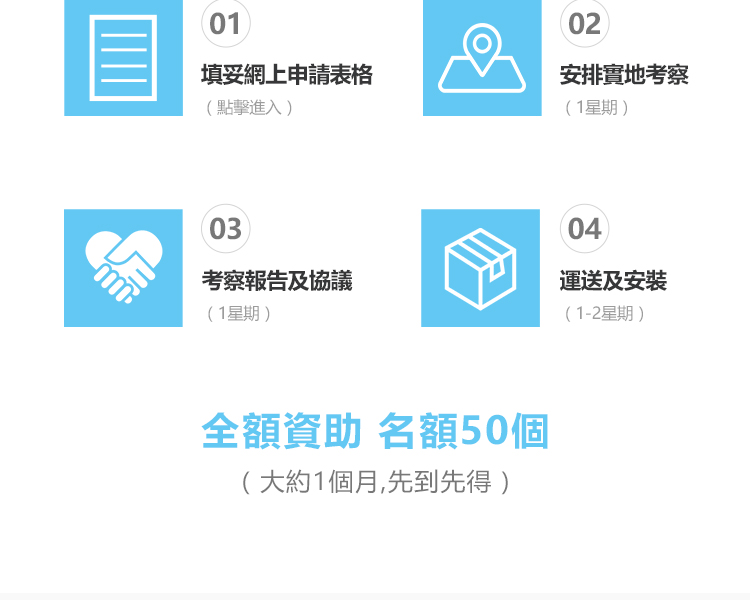 01
填妥網上申請表格
（點擊進入）
02
安排實地考察
（1星期）
03
考察報告及協議
（1星期）
04
運送及安裝
（1-2星期）
全額資助 名額50個
（大約1個月,先到先得）